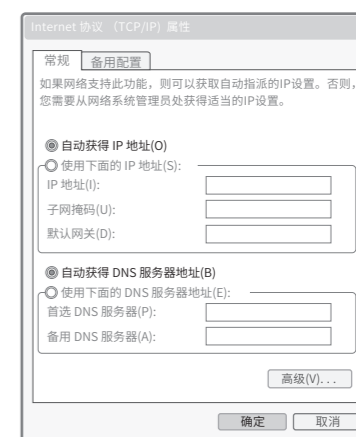 Internet 协议 （TCP/IP) 属性
常规 备用配置
如果网络支持此功能，则可以获取自动指派的IP设置。否则，
您需要从网络系统管理员处获得适当的IP设置。
自动获得 IP 地址(O)
使用下面的 IP 地址(S):
IP 地址(I):
子网掩码(U):
默认网关(D):
自动获得 DNS 服务器地址(B)
使用下面的 DNS 服务器地址(E):
首选 DNS 服务器(P):
备用 DNS 服务器(A):
高级(V)...
确定 取消